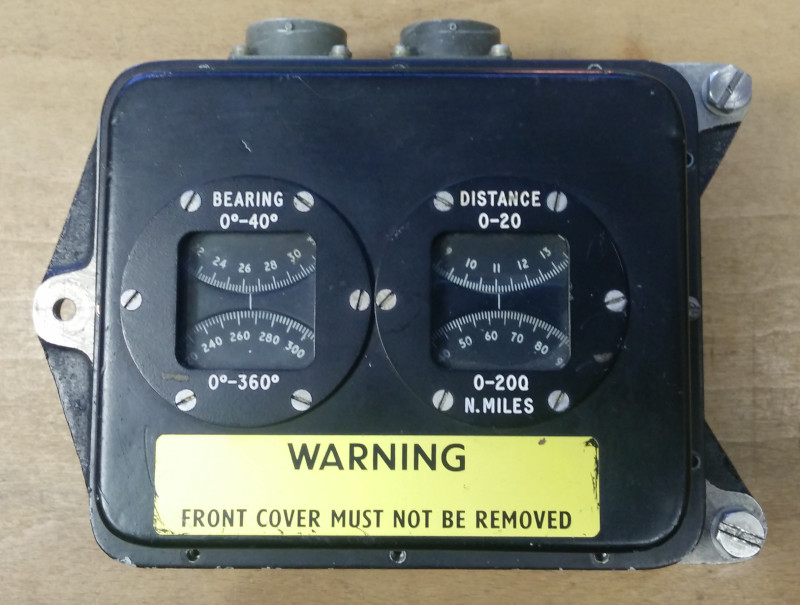 BEARING
0°-40°
24 26 28 30
240 260 280 300
0°-360°
DISTANCE
0-20
9 10 11 12 13
50 60 70 80
0-200
N.MILES
WARNING
FRONT COVER MUST NOT BE REMOVED